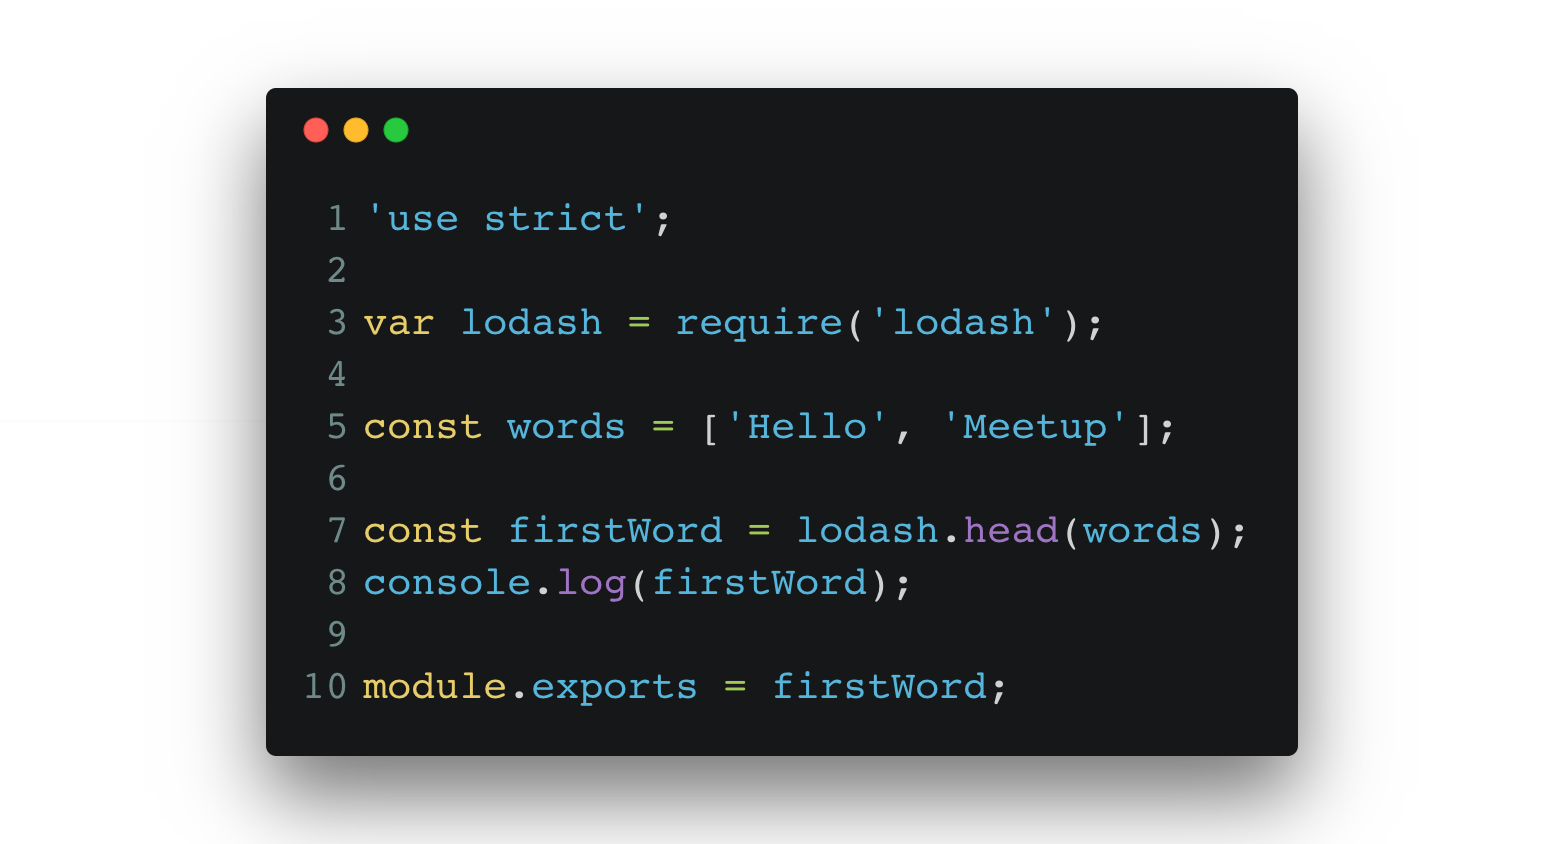 1 'use strict';
2
3 var lodash = require('lodash');
4
5 const words = ['Hello', 'Meetup'];
6
7 const firstWord = lodash.head(words);
8 console.log(firstWord);
9
10 module.exports = firstWord;